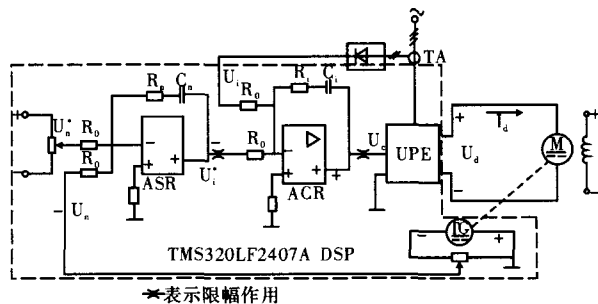 ~
TA
U_i
R_0
R_i
C_i
R_n
C_n
+
U_n^*
R_0
R_0
-
-
+
+
ASR
-
U_i^*
R_0
-
+
▷
+
ACR
U_c
UPE
+
I_d
U_d
-
M
+
-
-
U_n
-
TG
+
TMS320LF2407A DSP
表示限幅作用